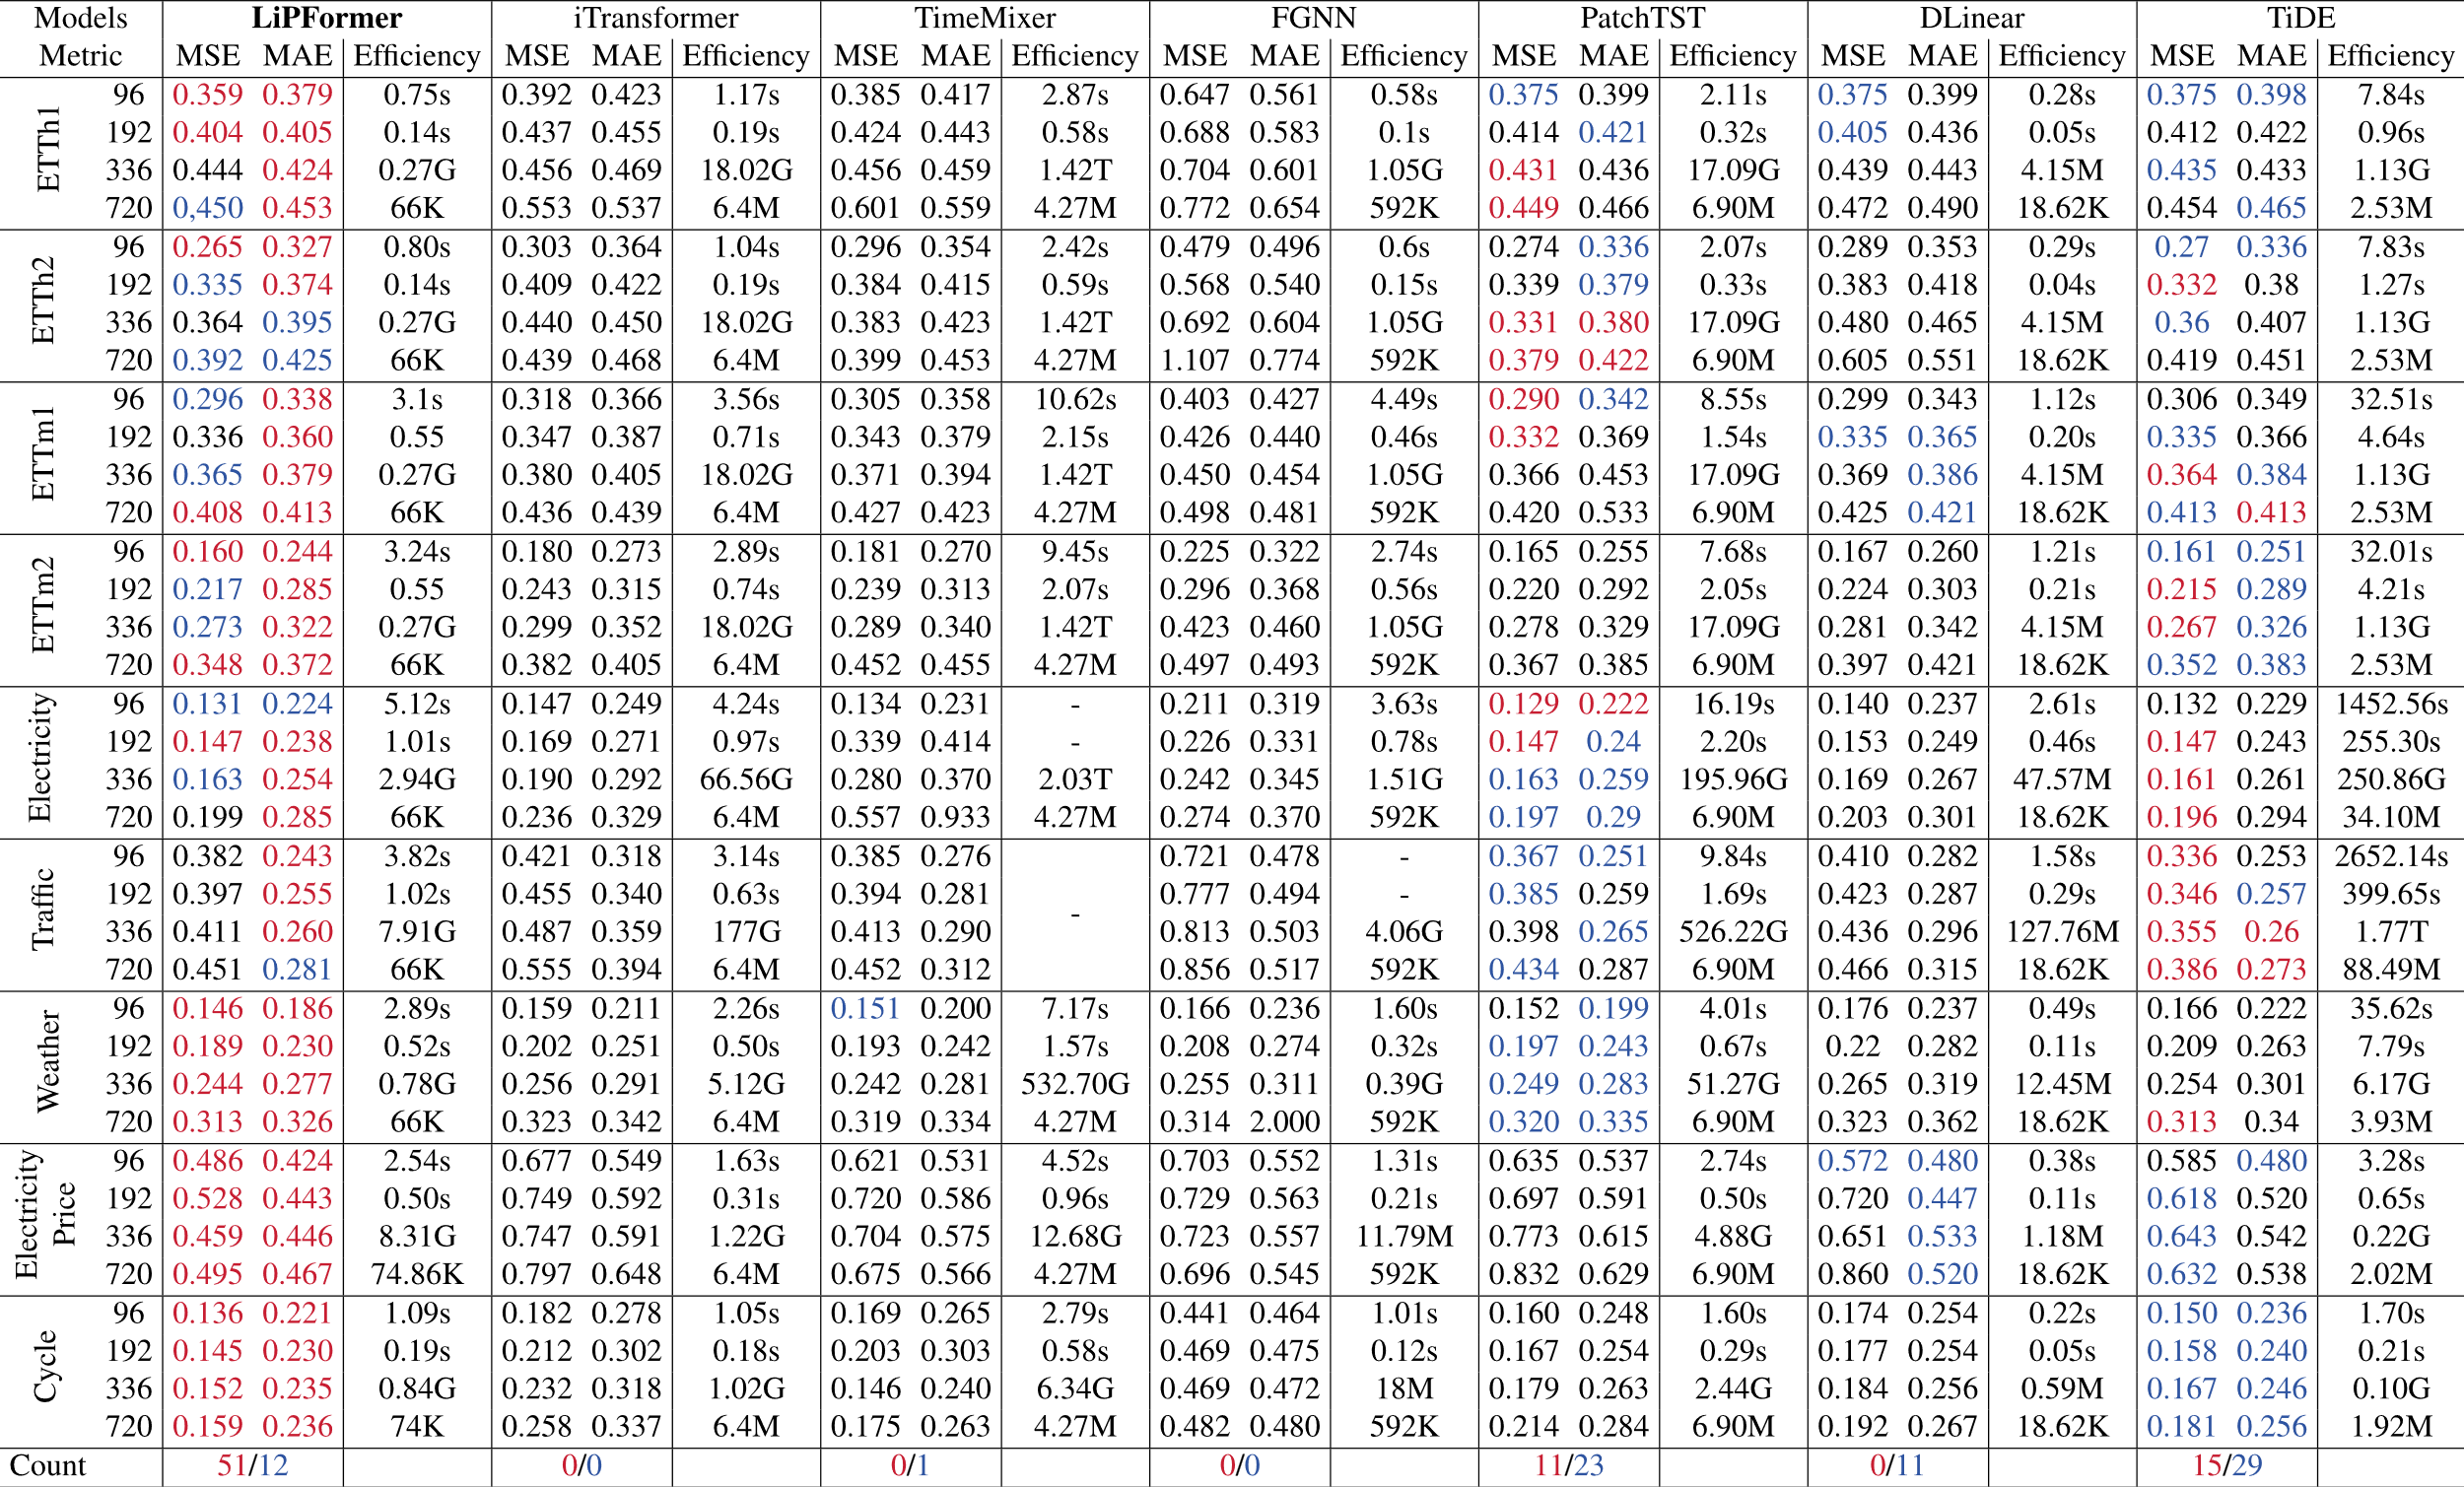 Models LiPFormer iTransformer TimeMixer FGNN PatchTST DLinear TiDE
Metric MSE MAE Efficiency MSE MAE Efficiency MSE MAE Efficiency MSE MAE Efficiency MSE MAE Efficiency MSE MAE Efficiency MSE MAE Efficiency
ETTh1
96 0.359 0.379 0.75s 0.392 0.423 1.17s 0.385 0.417 2.87s 0.647 0.561 0.58s 0.375 0.399 2.11s 0.375 0.399 0.28s 0.375 0.398 7.84s
192 0.404 0.405 0.14s 0.437 0.455 0.19s 0.424 0.443 0.58s 0.688 0.583 0.1s 0.414 0.421 0.32s 0.405 0.436 0.05s 0.412 0.422 0.96s
336 0.444 0.424 0.27G 0.456 0.469 18.02G 0.456 0.459 1.42T 0.704 0.601 1.05G 0.431 0.436 17.09G 0.439 0.443 4.15M 0.435 0.433 1.13G
720 0,450 0.453 66K 0.553 0.537 6.4M 0.601 0.559 4.27M 0.772 0.654 592K 0.449 0.466 6.90M 0.472 0.490 18.62K 0.454 0.465 2.53M
ETTh2
96 0.265 0.327 0.80s 0.303 0.364 1.04s 0.296 0.354 2.42s 0.479 0.496 0.6s 0.274 0.336 2.07s 0.289 0.353 0.29s 0.27 0.336 7.83s
192 0.335 0.374 0.14s 0.409 0.422 0.19s 0.384 0.415 0.59s 0.568 0.540 0.15s 0.339 0.379 0.33s 0.383 0.418 0.04s 0.332 0.38 1.27s
336 0.364 0.395 0.27G 0.440 0.450 18.02G 0.383 0.423 1.42T 0.692 0.604 1.05G 0.331 0.380 17.09G 0.480 0.465 4.15M 0.36 0.407 1.13G
720 0.392 0.425 66K 0.439 0.468 6.4M 0.399 0.453 4.27M 1.107 0.774 592K 0.379 0.422 6.90M 0.605 0.551 18.62K 0.419 0.451 2.53M
ETTm1
96 0.296 0.338 3.1s 0.318 0.366 3.56s 0.305 0.358 10.62s 0.403 0.427 4.49s 0.290 0.342 8.55s 0.299 0.343 1.12s 0.306 0.349 32.51s
192 0.336 0.360 0.55 0.347 0.387 0.71s 0.343 0.379 2.15s 0.426 0.440 0.46s 0.332 0.369 1.54s 0.335 0.365 0.20s 0.335 0.366 4.64s
336 0.365 0.379 0.27G 0.380 0.405 18.02G 0.371 0.394 1.42T 0.450 0.454 1.05G 0.366 0.453 17.09G 0.369 0.386 4.15M 0.364 0.384 1.13G
720 0.408 0.413 66K 0.436 0.439 6.4M 0.427 0.423 4.27M 0.498 0.481 592K 0.420 0.533 6.90M 0.425 0.421 18.62K 0.413 0.413 2.53M
ETTm2
96 0.160 0.244 3.24s 0.180 0.273 2.89s 0.181 0.270 9.45s 0.225 0.322 2.74s 0.165 0.255 7.68s 0.167 0.260 1.21s 0.161 0.251 32.01s
192 0.217 0.285 0.55 0.243 0.315 0.74s 0.239 0.313 2.07s 0.296 0.368 0.56s 0.220 0.292 2.05s 0.224 0.303 0.21s 0.215 0.289 4.21s
336 0.273 0.322 0.27G 0.299 0.352 18.02G 0.289 0.340 1.42T 0.423 0.460 1.05G 0.278 0.329 17.09G 0.281 0.342 4.15M 0.267 0.326 1.13G
720 0.348 0.372 66K 0.382 0.405 6.4M 0.452 0.455 4.27M 0.497 0.493 592K 0.367 0.385 6.90M 0.397 0.421 18.62K 0.352 0.383 2.53M
Electricity
96 0.131 0.224 5.12s 0.147 0.249 4.24s 0.134 0.231 - 0.211 0.319 3.63s 0.129 0.222 16.19s 0.140 0.237 2.61s 0.132 0.229 1452.56s
192 0.147 0.238 1.01s 0.169 0.271 0.97s 0.339 0.414 - 0.226 0.331 0.78s 0.147 0.24 2.20s 0.153 0.249 0.46s 0.147 0.243 255.30s
336 0.163 0.254 2.94G 0.190 0.292 66.56G 0.280 0.370 2.03T 0.242 0.345 1.51G 0.163 0.259 195.96G 0.169 0.267 47.57M 0.161 0.261 250.86G
720 0.199 0.285 66K 0.236 0.329 6.4M 0.557 0.933 4.27M 0.274 0.370 592K 0.197 0.29 6.90M 0.203 0.301 18.62K 0.196 0.294 34.10M
Traffic
96 0.382 0.243 3.82s 0.421 0.318 3.14s 0.385 0.276 0.721 0.478 - 0.367 0.251 9.84s 0.410 0.282 1.58s 0.336 0.253 2652.14s
192 0.397 0.255 1.02s 0.455 0.340 0.63s 0.394 0.281 - 0.777 0.494 - 0.385 0.259 1.69s 0.423 0.287 0.29s 0.346 0.257 399.65s
336 0.411 0.260 7.91G 0.487 0.359 177G 0.413 0.290 0.813 0.503 4.06G 0.398 0.265 526.22G 0.436 0.296 127.76M 0.355 0.26 1.77T
720 0.451 0.281 66K 0.555 0.394 6.4M 0.452 0.312 0.856 0.517 592K 0.434 0.287 6.90M 0.466 0.315 18.62K 0.386 0.273 88.49M
Weather
96 0.146 0.186 2.89s 0.159 0.211 2.26s 0.151 0.200 7.17s 0.166 0.236 1.60s 0.152 0.199 4.01s 0.176 0.237 0.49s 0.166 0.222 35.62s
192 0.189 0.230 0.52s 0.202 0.251 0.50s 0.193 0.242 1.57s 0.208 0.274 0.32s 0.197 0.243 0.67s 0.22 0.282 0.11s 0.209 0.263 7.79s
336 0.244 0.277 0.78G 0.256 0.291 5.12G 0.242 0.281 532.70G 0.255 0.311 0.39G 0.249 0.283 51.27G 0.265 0.319 12.45M 0.254 0.301 6.17G
720 0.313 0.326 66K 0.323 0.342 6.4M 0.319 0.334 4.27M 0.314 2.000 592K 0.320 0.335 6.90M 0.323 0.362 18.62K 0.313 0.34 3.93M
Electricity
Price
96 0.486 0.424 2.54s 0.677 0.549 1.63s 0.621 0.531 4.52s 0.703 0.552 1.31s 0.635 0.537 2.74s 0.572 0.480 0.38s 0.585 0.480 3.28s
192 0.528 0.443 0.50s 0.749 0.592 0.31s 0.720 0.586 0.96s 0.729 0.563 0.21s 0.697 0.591 0.50s 0.720 0.447 0.11s 0.618 0.520 0.65s
336 0.459 0.446 8.31G 0.747 0.591 1.22G 0.704 0.575 12.68G 0.723 0.557 11.79M 0.773 0.615 4.88G 0.651 0.533 1.18M 0.643 0.542 0.22G
720 0.495 0.467 74.86K 0.797 0.648 6.4M 0.675 0.566 4.27M 0.696 0.545 592K 0.832 0.629 6.90M 0.860 0.520 18.62K 0.632 0.538 2.02M
Cycle
96 0.136 0.221 1.09s 0.182 0.278 1.05s 0.169 0.265 2.79s 0.441 0.464 1.01s 0.160 0.248 1.60s 0.174 0.254 0.22s 0.150 0.236 1.70s
192 0.145 0.230 0.19s 0.212 0.302 0.18s 0.203 0.303 0.58s 0.469 0.475 0.12s 0.167 0.254 0.29s 0.177 0.254 0.05s 0.158 0.240 0.21s
336 0.152 0.235 0.84G 0.232 0.318 1.02G 0.146 0.240 6.34G 0.469 0.472 18M 0.179 0.263 2.44G 0.184 0.256 0.59M 0.167 0.246 0.10G
720 0.159 0.236 74K 0.258 0.337 6.4M 0.175 0.263 4.27M 0.482 0.480 592K 0.214 0.284 6.90M 0.192 0.267 18.62K 0.181 0.256 1.92M
Count 51/12 0/0 0/1 0/0 11/23 0/11 15/29